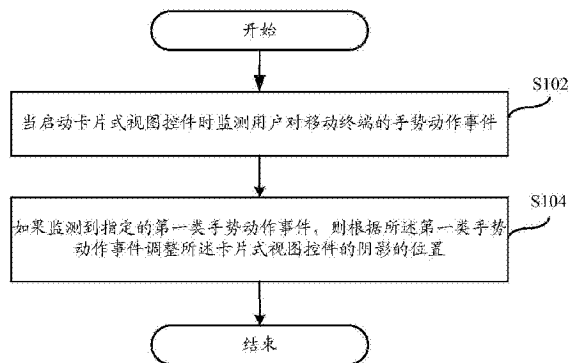 开始
S102
当启动卡片式视图控件时监测用户对移动终端的手势动作事件
S104
如果监测到指定的第一类手势动作事件，则根据所述第一类手势
动作事件调整所述卡片式视图控件的阴影的位置
结束